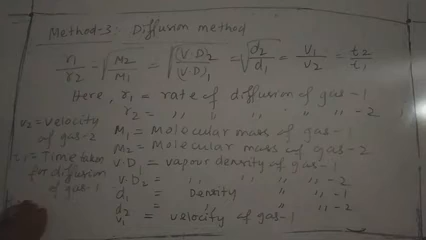 Method-3: Diffusion method
r₁/r₂ = √(M₂/M₁) = √((V.D)₂/(V.D)₁) = √(d₂/d₁) = v₁/v₂ = t₂/t₁
Here, r₁ = rate of diffusion of gas-1
r₂ = ,, ,, ,, ,, -2
M₁ = Molecular mass of gas-1
M₂ = Molecular mass of gas-2
V.D₁ = vapour density of gas-1
V.D₂ = ,, ,, ,, ,, -2
d₁ = Density ,, ,, -1
d₂ ,, ,, ,, -2
v₁ = velocity of gas-1
v₂ = velocity
of gas-2
= Time taken
for diffusion
of gas-1